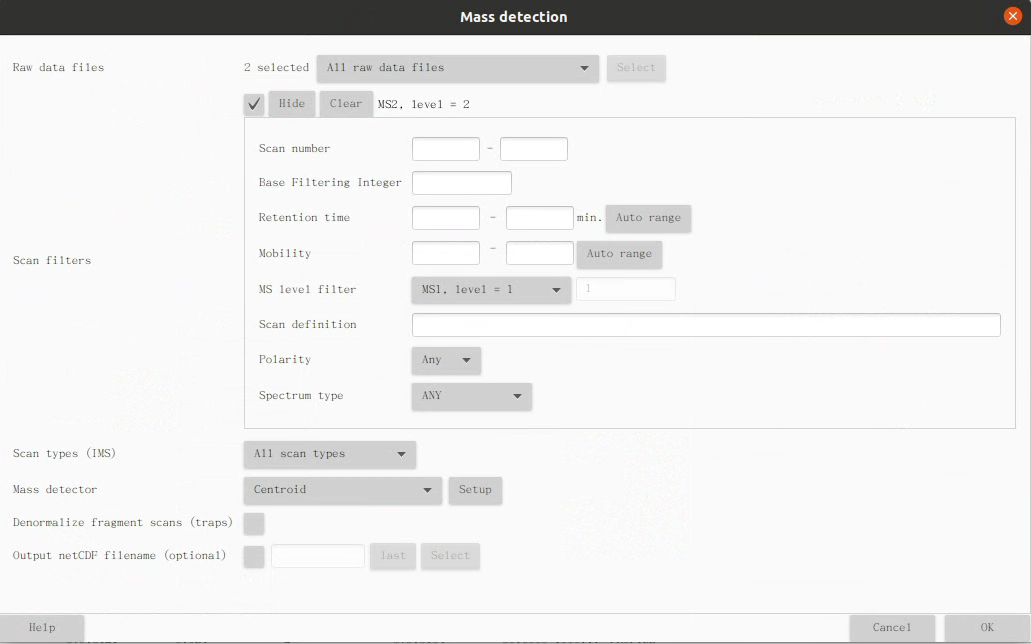 Mass detection
Raw data files 2 selected All raw data files Select
Hide Clear MS2, level = 2
Scan number -
Base Filtering Integer
Retention time - min. Auto range
Mobility - Auto range
Scan filters
MS level filter MS1, level = 1 1
Scan definition
Polarity Any
Spectrum type ANY
Scan types (IMS) All scan types
Mass detector Centroid Setup
Denormalize fragment scans (traps)
Output netCDF filename (optional) last Select
Help Cancel OK